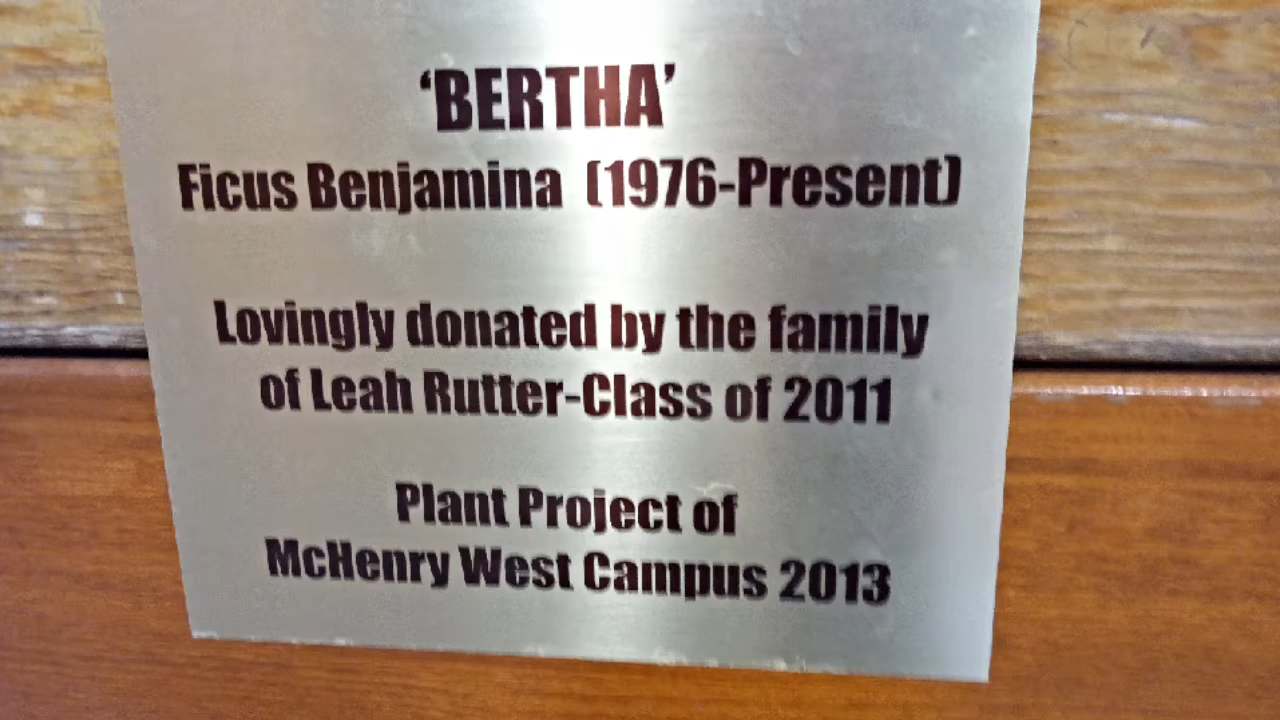 ‘BERTHA’
Ficus Benjamina (1976-Present)
Lovingly donated by the family
of Leah Rutter-Class of 2011
Plant Project of
McHenry West Campus 2013